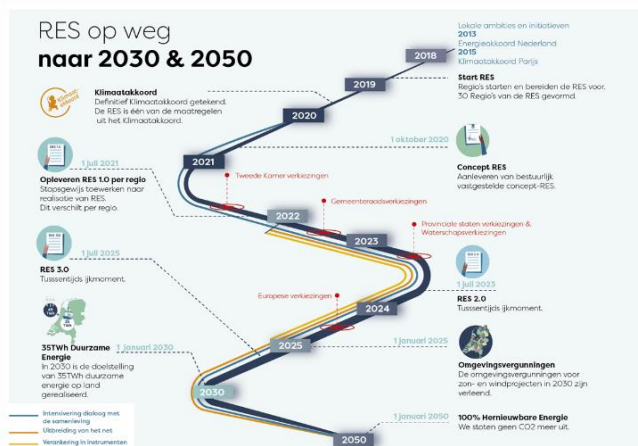 RES op weg
naar 2030 & 2050
Lokale ambities en initiatieven
2013
Energieakkoord Nederland
2015
Klimaatakkoord Parijs
2018
Start RES
Regio's starten en bereiden de RES voor.
30 Regio's van de RES gevormd.
2019
Klimaat-
akkoord
Klimaatakkoord
Definitief Klimaatakkoord getekend.
De RES is één van de maatregelen
uit het Klimaatakkoord.
2020
1 oktober 2020
Concept RES
Aanleveren van bestuurlijk
vastgestelde concept-RES.
2021
1 juli 2021
Opleveren RES 1.0 per regio
Stapsgewijs toewerken naar
realisatie van RES.
Dit verschilt per regio.
Tweede Kamer verkiezingen
2022
Gemeenteraadsverkiezingen
2023
Provinciale staten verkiezingen &
Waterschapsverkiezingen
1 juli 2023
RES 2.0
Tusssentijds ijkmoment.
1 juli 2025
RES 3.0
Tusssentijds ijkmoment.
Europese verkiezingen
2024
2025
1 januari 2025
Omgevingsvergunningen
De omgevingsvergunningen voor
zon- en windprojecten in 2030 zijn
verleend.
35TWh Duurzame
Energie
1 januari 2030
In 2030 is de doelstelling
van 35TWh duurzame
energie op land
gerealiseerd.
2030
1 januari 2050
100% Hernieuwbare Energie
We stoten geen CO2 meer uit.
2050
Intensivering dialoog met
de samenleving
Uitbreiding van het net
Verankering in instrumenten